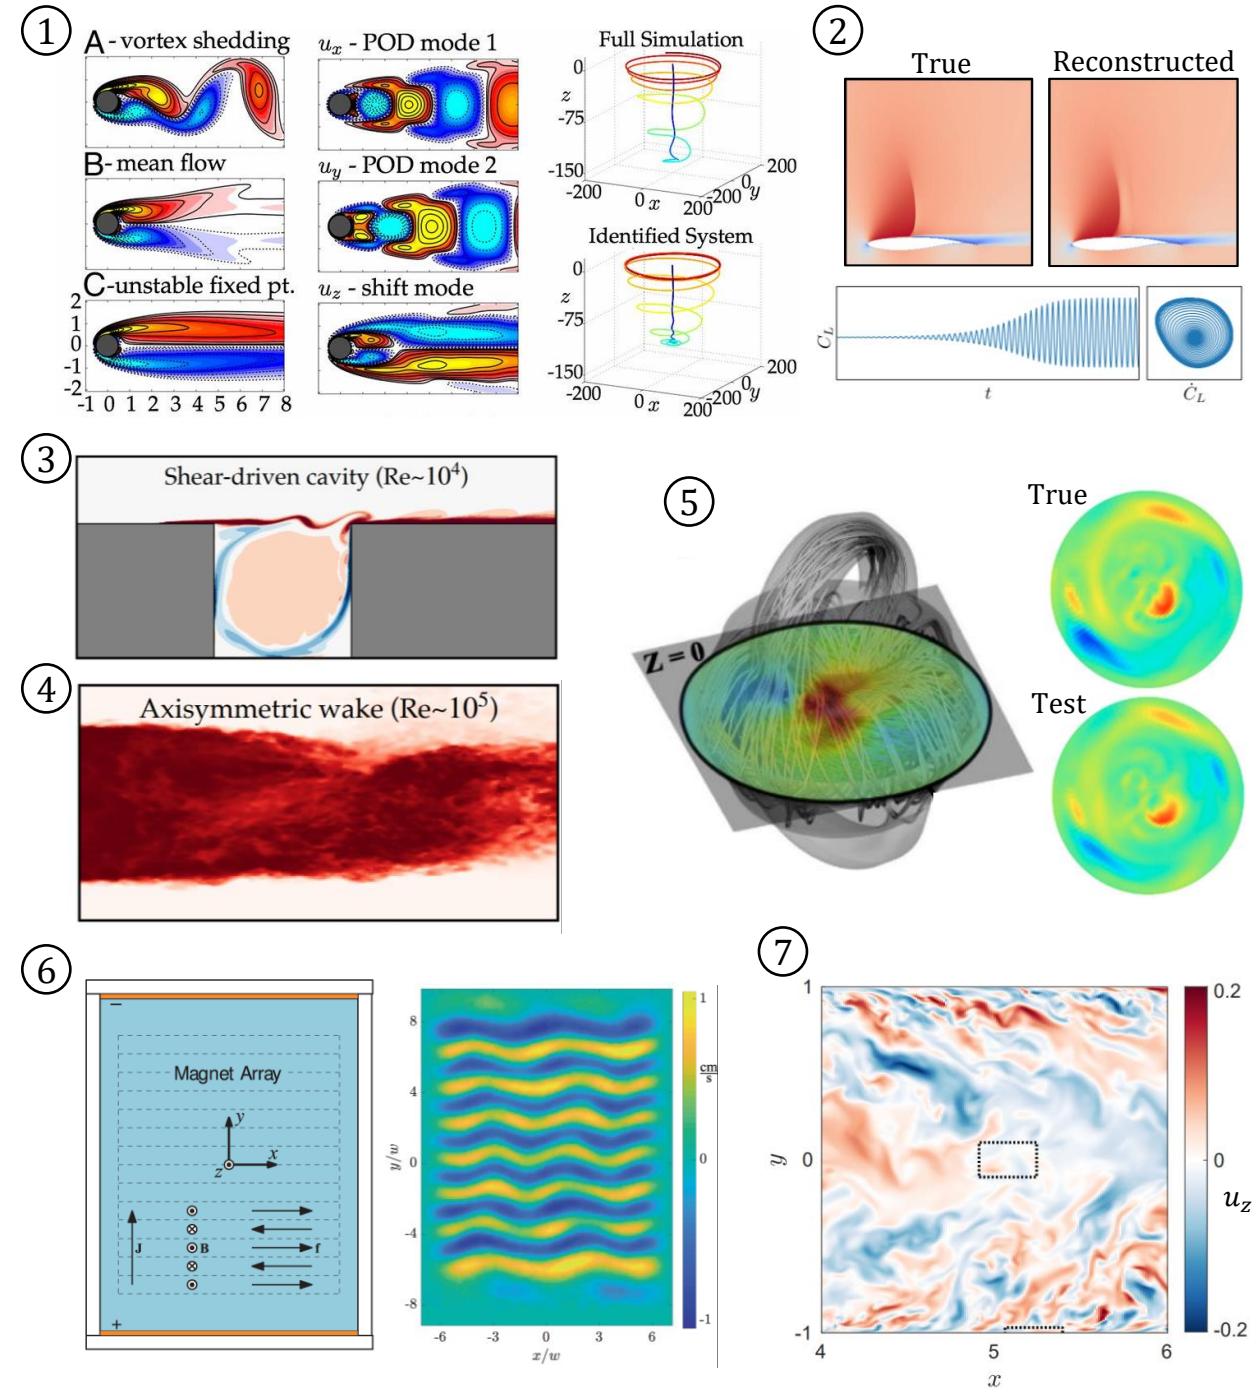 1
A - vortex shedding
B - mean flow
C-unstable fixed pt.
2
1
0
-1
-2
-1 0 1 2 3 4 5 6 7 8
u_x - POD mode 1
u_y - POD mode 2
u_z - shift mode
Full Simulation
0
z
-75
-150
-200
0 x
200
-200
0 y
200
Identified System
0
z
-75
-150
-200
0 x
200
-200
0 y
200
2
True
Reconstructed
C_L
t
Ċ_L
3
Shear-driven cavity (Re~10⁴)
4
Axisymmetric wake (Re~10⁵)
5
Z = 0
True
Test
6
−
Magnet Array
y
x
z
J
B
f
+
8
4
0
-4
-8
y/w
-6 -3 0 3 6
x/w
1
cm/s
0
-1
7
1
0
-1
y
4 5 6
x
0.2
0
u_z
-0.2